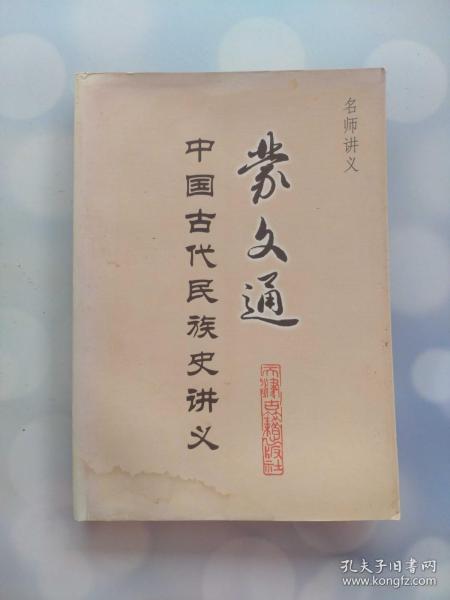 名师讲义
蒙文通
中国古代民族史讲义
天津古籍出版社
孔夫子旧书网
www.kongfz.com